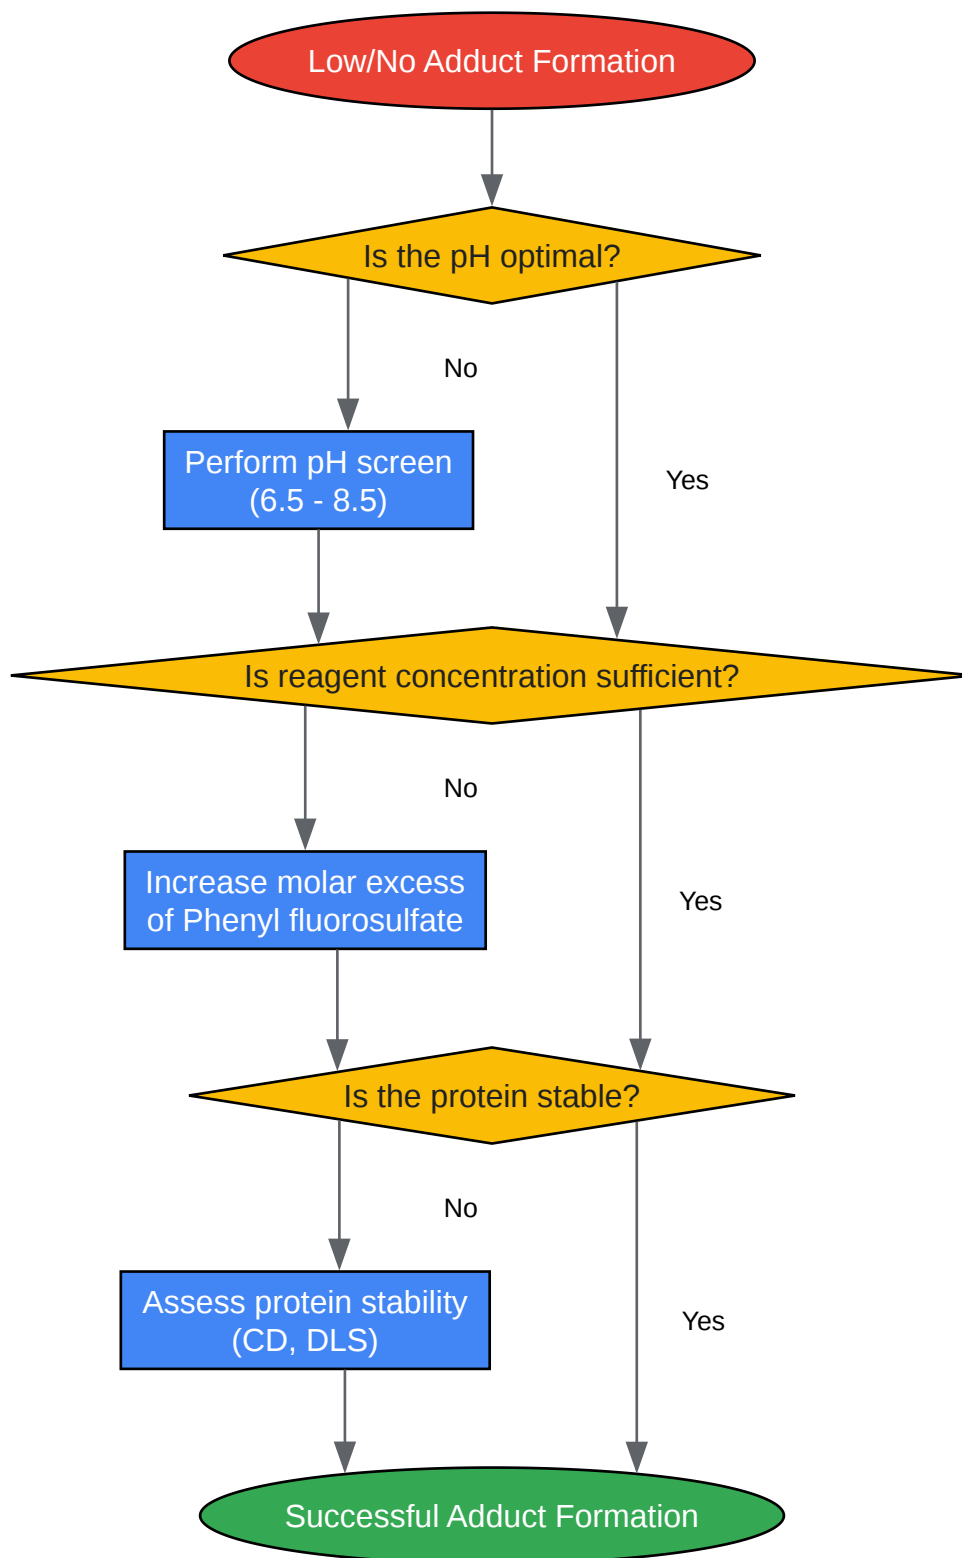 Low/No Adduct Formation
Is the pH optimal?
No
Perform pH screen
(6.5 - 8.5)
Yes
Is reagent concentration sufficient?
No
Increase molar excess
of Phenyl fluorosulfate
Yes
Is the protein stable?
No
Assess protein stability
(CD, DLS)
Yes
Successful Adduct Formation